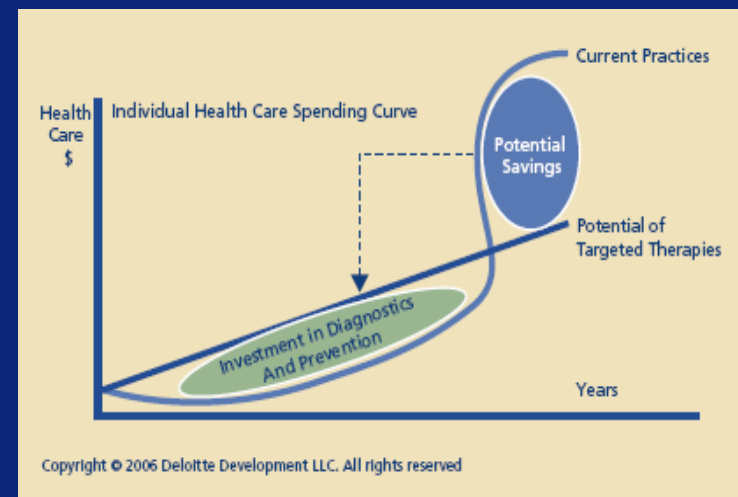 Current Practices
Health
Care
$
Individual Health Care Spending Curve
Potential
Savings
Potential of
Targeted Therapies
Investment in Diagnostics
And Prevention
Years
Copyright © 2006 Deloitte Development LLC. All rights reserved